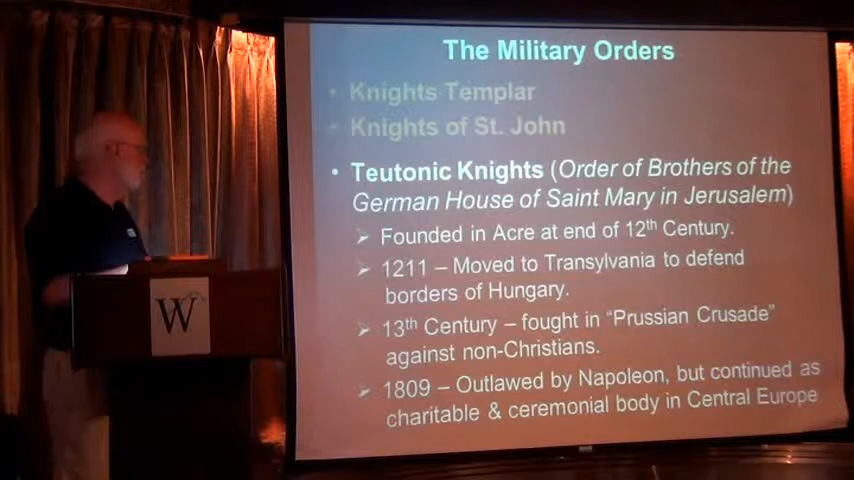 The Military Orders
• Knights Templar
• Knights of St. John
• Teutonic Knights (Order of Brothers of the
German House of Saint Mary in Jerusalem)
➢ Founded in Acre at end of 12th Century.
➢ 1211 – Moved to Transylvania to defend
borders of Hungary.
➢ 13th Century – fought in “Prussian Crusade”
against non-Christians.
➢ 1809 – Outlawed by Napoleon, but continued as
charitable & ceremonial body in Central Europe
W